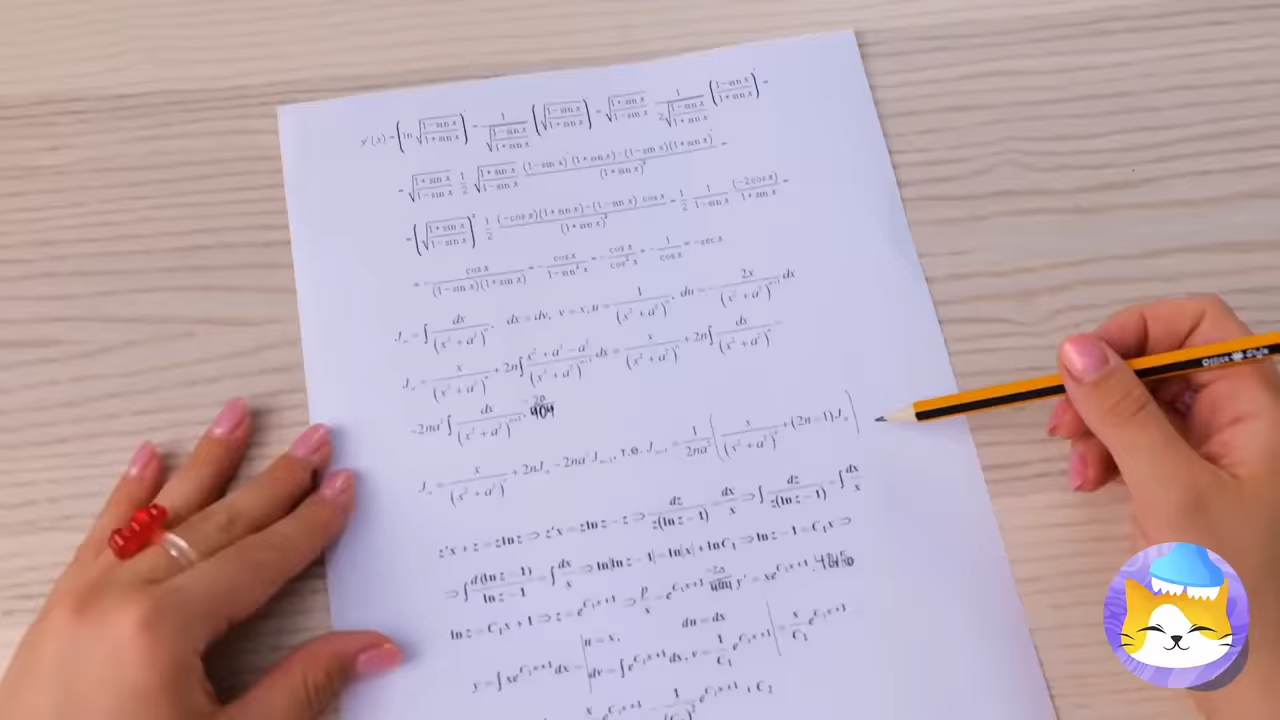 y'(x) = (ln √((1−sin x)/(1+sin x)))' = 1/√((1−sin x)/(1+sin x)) (√((1−sin x)/(1+sin x)))' = √((1+sin x)/(1−sin x)) 1/(2√((1−sin x)/(1+sin x))) ((1−sin x)/(1+sin x))' =
= √((1+sin x)/(1−sin x)) 1/2 √((1+sin x)/(1−sin x)) ((1−sin x)'(1+sin x)−(1−sin x)(1+sin x)')/(1+sin x)² =
= (√((1+sin x)/(1−sin x)))² 1/2 ((−cos x)(1+sin x)−(1−sin x) cos x)/(1+sin x)² = 1/2 1/(1−sin x) (−2cos x)/(1+sin x) =
= −cos x/((1−sin x)(1+sin x)) = −cos x/(1−sin² x) = −cos x/cos² x = −1/cos x = −sec x
Jₙ = ∫ dx/(x²+a²)ⁿ, dx = dv, v = x, u = 1/(x²+a²)ⁿ, du = −2x/(x²+a²)ⁿ⁺¹ dx
Jₙ = x/(x²+a²)ⁿ + 2n∫ (x²+a²−a²)/(x²+a²)ⁿ⁺¹ dx = x/(x²+a²)ⁿ + 2n∫ dx/(x²+a²)ⁿ −
−2na² ∫ dx/(x²+a²)ⁿ⁺¹,
Jₙ = x/(x²+a²)ⁿ + 2nJₙ − 2na²Jₙ₊₁, т.е. Jₙ₊₁ = 1/(2na²) (x/(x²+a²)ⁿ + (2n−1)Jₙ)
z'x + z = z ln z ⊃ z'x = z ln z − z ⊃ dz/(z(ln z −1)) = dx/x ⊃ ∫ dz/(z(ln z −1)) = ∫ dx/x
⊃ ∫ d(ln z −1)/(ln z −1) = ∫ dx/x ⊃ ln|ln z −1| = ln|x| + ln C₁ ⊃ ln z − 1 = C₁x ⊃
ln z = C₁x + 1 ⊃ z = e^(C₁x+1) ⊃ p/x = e^(C₁x+1) y' = xe^(C₁x+1).
y = ∫ xe^(C₁x+1) dx = | u = x, du = dx
dv = ∫ e^(C₁x+1) dx, v = 1/C₁ e^(C₁x+1) | = x/C₁ e^(C₁x+1)
x e^(C₁x+1) − 1/(C₁)² e^(C₁x+1) + C₂
Office Style